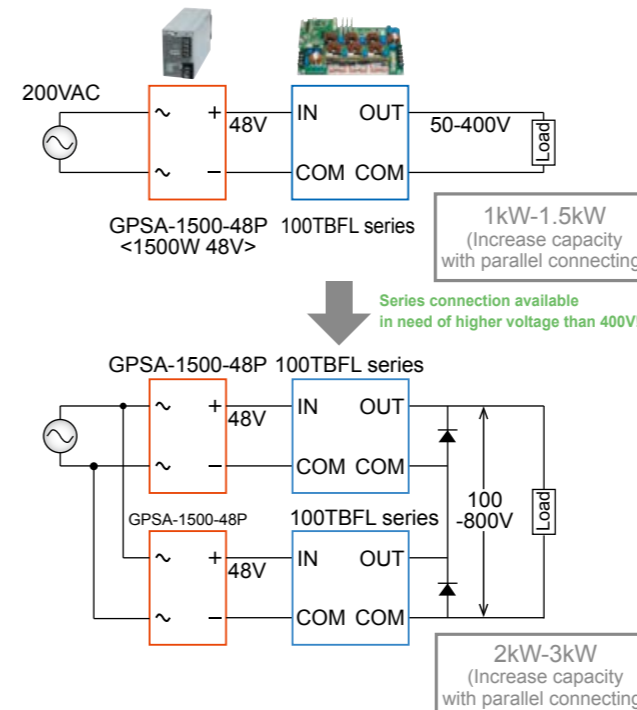 200VAC
~
+
48V
IN
OUT
50-400V
Load
~
−
COM
COM
GPSA-1500-48P
<1500W 48V>
100TBFL series
1kW-1.5kW
(Increase capacity
with parallel connecting
Series connection available
in need of higher voltage than 400V!
GPSA-1500-48P
100TBFL series
~
+
48V
IN
OUT
~
−
COM
COM
100
-800V
Load
GPSA-1500-48P
100TBFL series
~
+
48V
IN
OUT
~
−
COM
COM
2kW-3kW
(Increase capacity
with parallel connecting